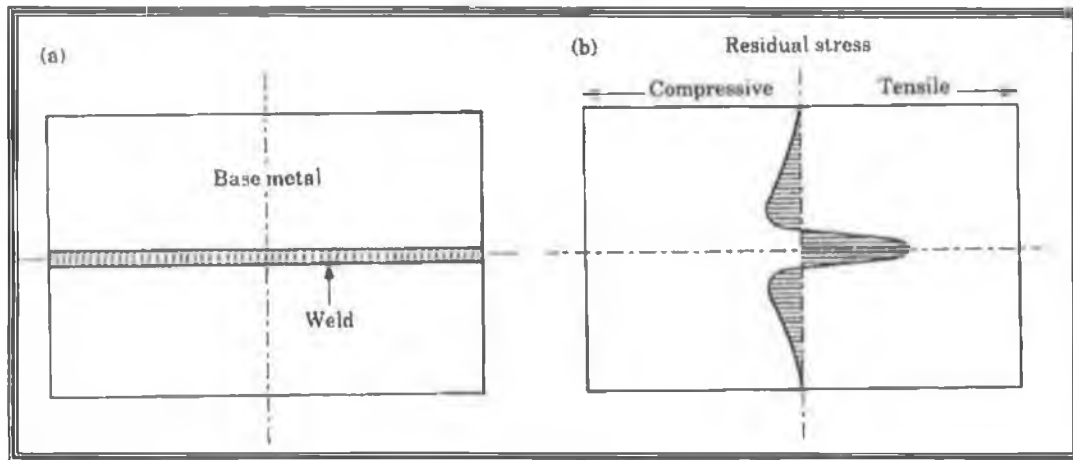 (a)
Base metal
Weld
(b)
Residual stress
Compressive
Tensile